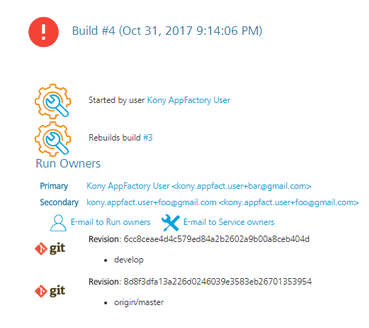 Build #4 (Oct 31, 2017 9:14:06 PM)
Started by user Kony AppFactory User
Rebuilds build #3
Run Owners
Primary Kony AppFactory User <kony.appfact.user+bar@gmail.com>
Secondary kony.appfact.user+foo@gmail.com <kony.appfact.user+foo@gmail.com>
E-mail to Run owners E-mail to Service owners
git Revision: 6cc8ceae4d4c579ed84a2b2602a9b00a8ceb404d
• develop
git Revision: 8d8f3dfa13a226d0246039e3583eb26701353954
• origin/master